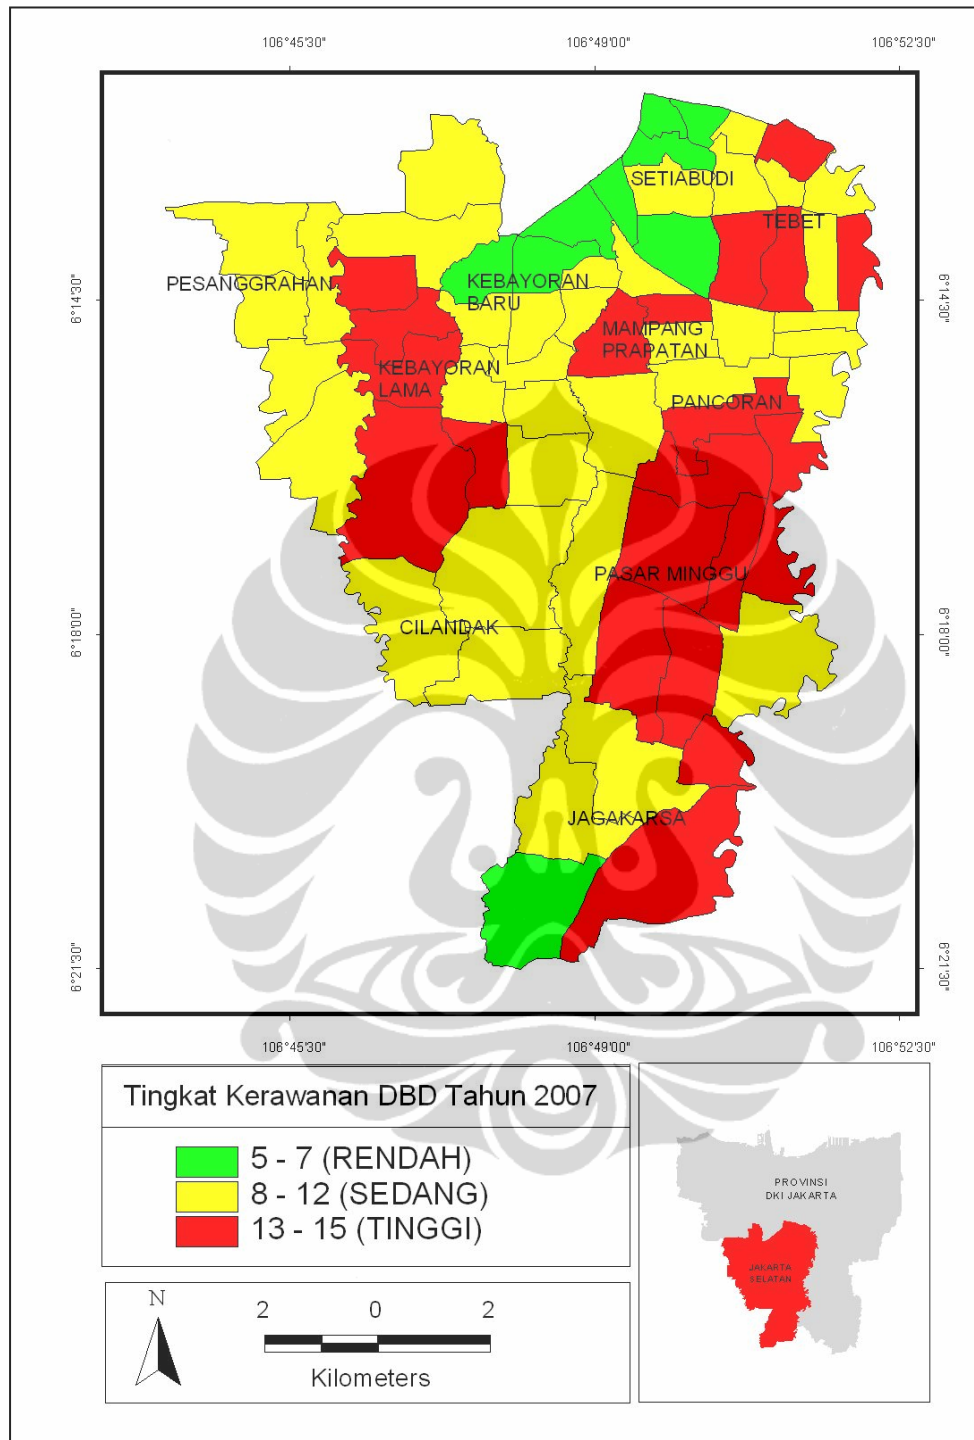 106°45'30"
106°49'00"
106°52'30"
SETIABUDI
TEBET
PESANGGRAHAN
KEBAYORAN
BARU
6°14'30"
6°14'30"
MAMPANG
PRAPATAN
KEBAYORAN
LAMA
PANCORAN
PASAR MINGGU
CILANDAK
6°18'00"
6°18'00"
JAGAKARSA
6°21'30"
6°21'30"
106°45'30"
106°49'00"
106°52'30"
Tingkat Kerawanan DBD Tahun 2007
5 - 7 (RENDAH)
8 - 12 (SEDANG)
13 - 15 (TINGGI)
PROVINSI
DKI JAKARTA
JAKARTA
SELATAN
N
2 0 2
Kilometers